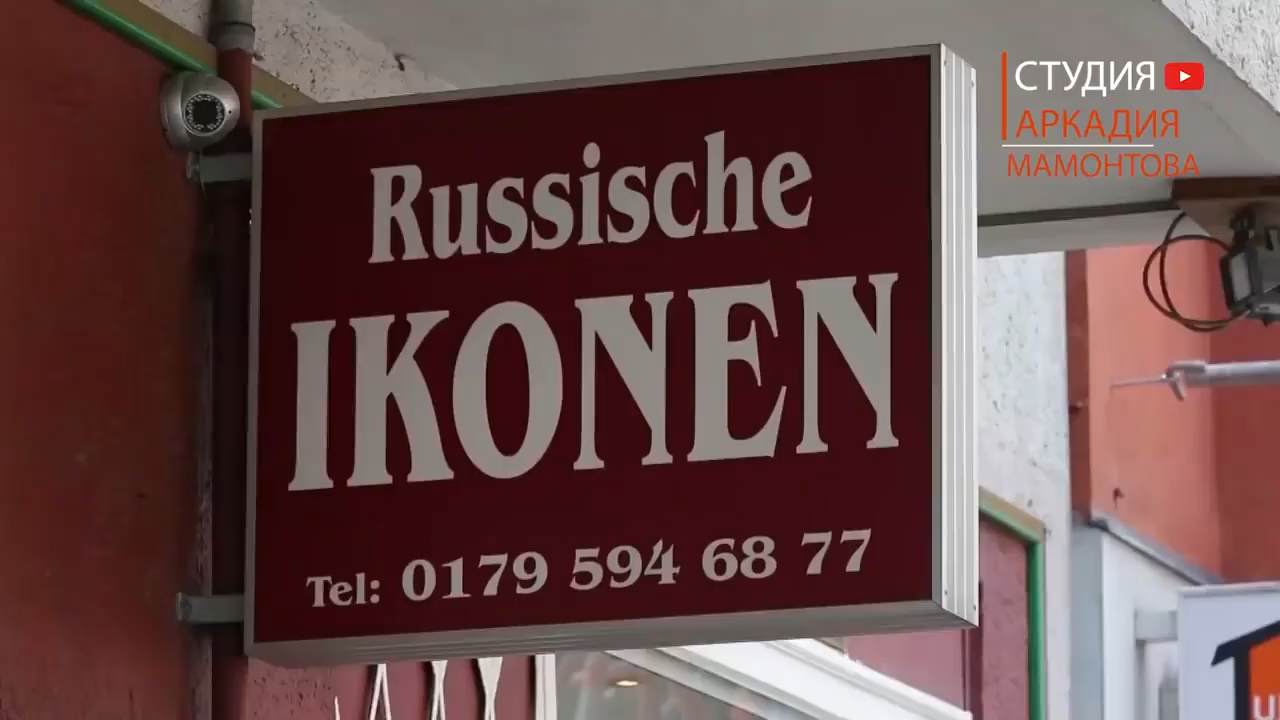 Russische
IKONEN
Tel: 0179 594 68 77
СТУДИЯ
АРКАДИЯ
МАМОНТОВА